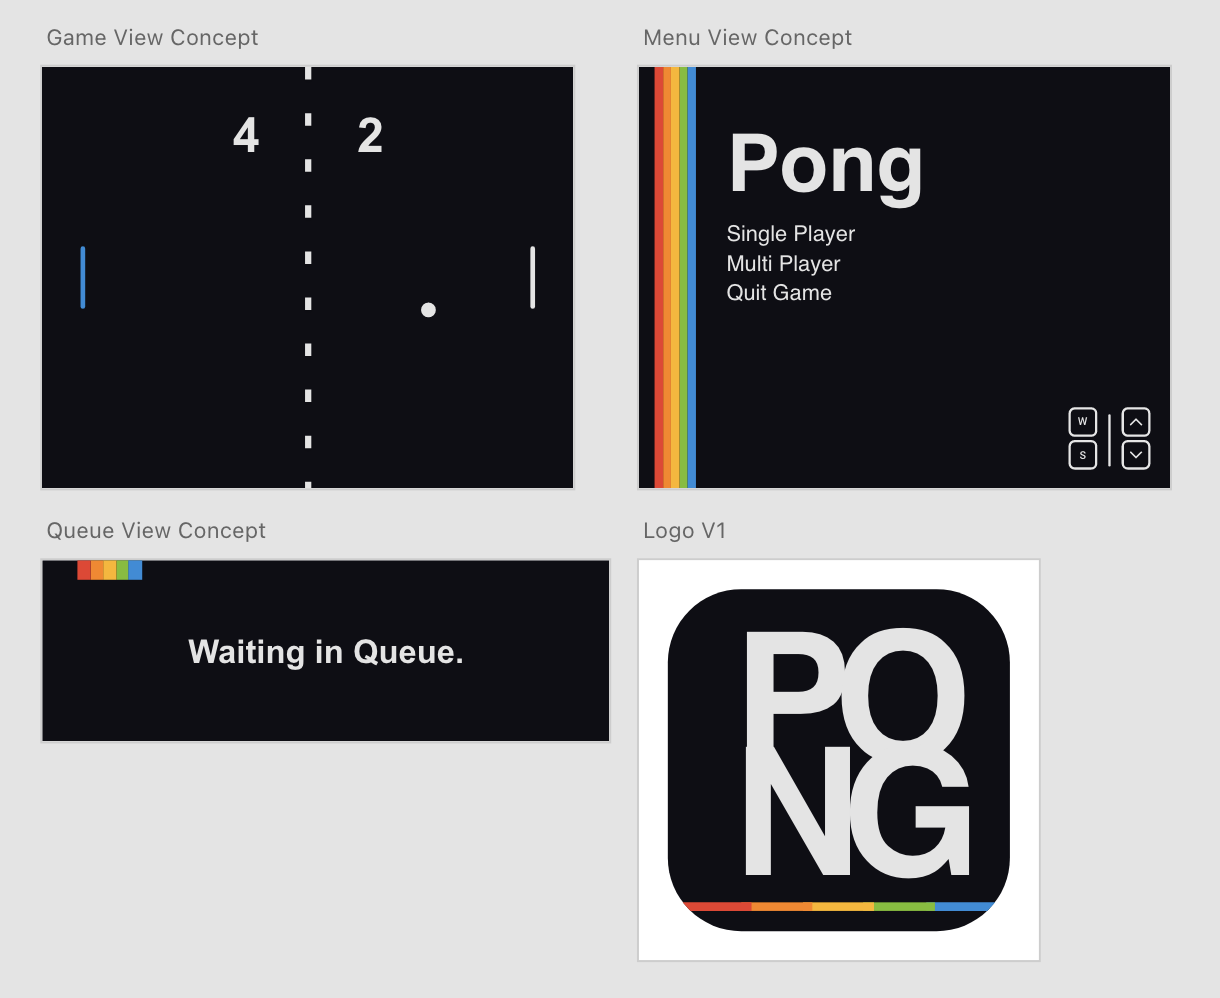 Game View Concept
4 2
Menu View Concept
Pong
Single Player
Multi Player
Quit Game
W
S
Queue View Concept
Waiting in Queue.
Logo V1
PO
NG